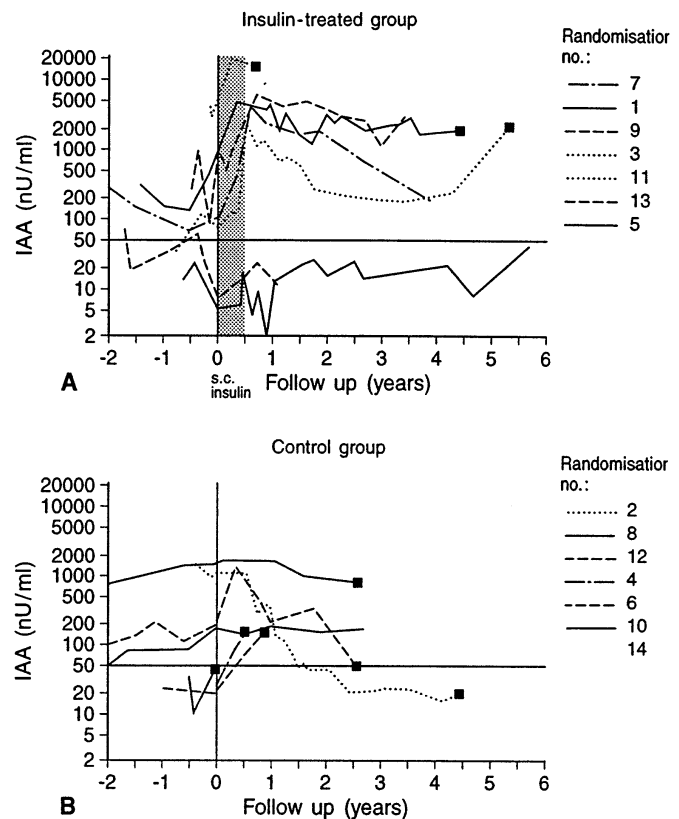 Insulin-treated group
Randomisation
no.:
7
1
9
3
11
13
5
IAA (nU/ml)
20000
10000
5000
2000
1000
500
200
100
50
20
10
5
2
-2 -1 0 1 2 3 4 5 6
s.c.
insulin
Follow up (years)
A
Control group
Randomisation
no.:
2
8
12
4
6
10
14
IAA (nU/ml)
20000
10000
5000
2000
1000
500
200
100
50
20
10
5
2
-2 -1 0 1 2 3 4 5 6
Follow up (years)
B